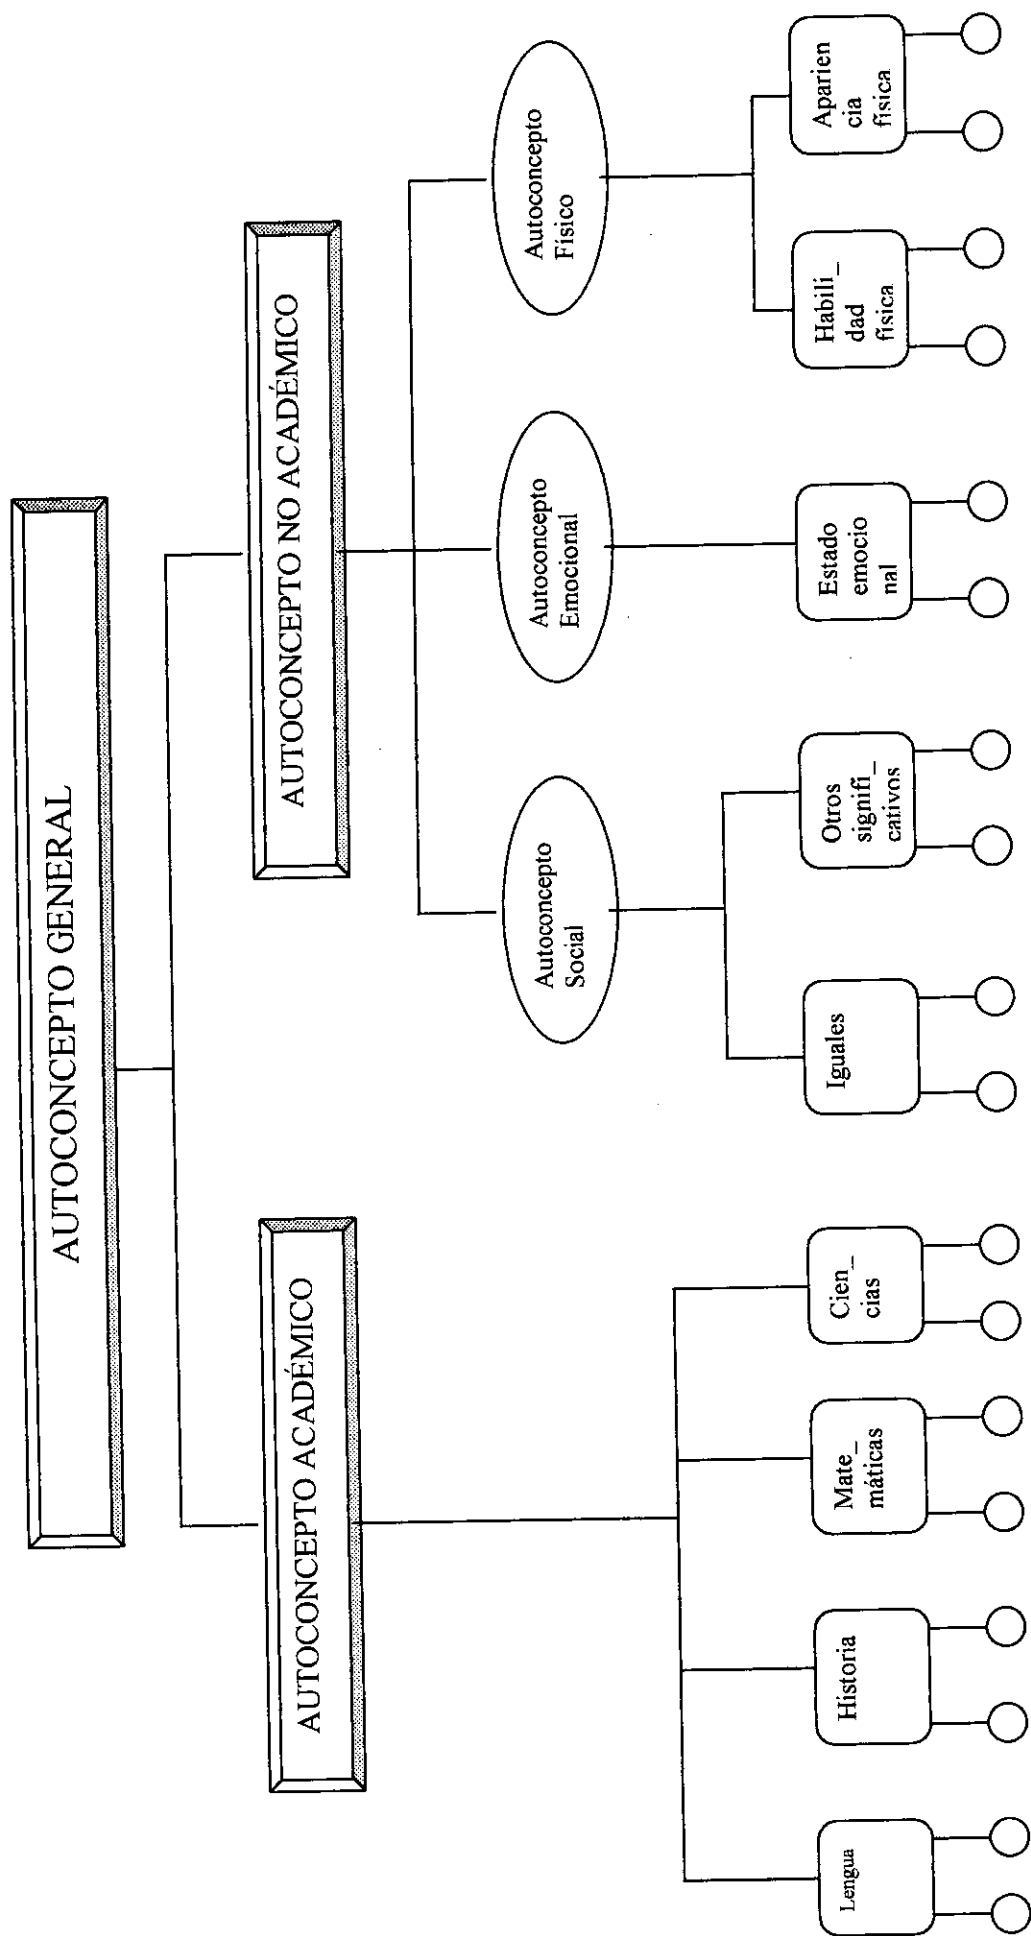 AUTOCONCEPTO GENERAL
AUTOCONCEPTO ACADÉMICO
AUTOCONCEPTO NO ACADÉMICO
Autoconcepto
Social
Autoconcepto
Emocional
Autoconcepto
Físico
Lengua
Historia
Mate_
máticas
Cien_
cias
Iguales
Otros
signifi_
cativos
Estado
emocio
nal
Habili_
dad
física
Aparien
cia
física